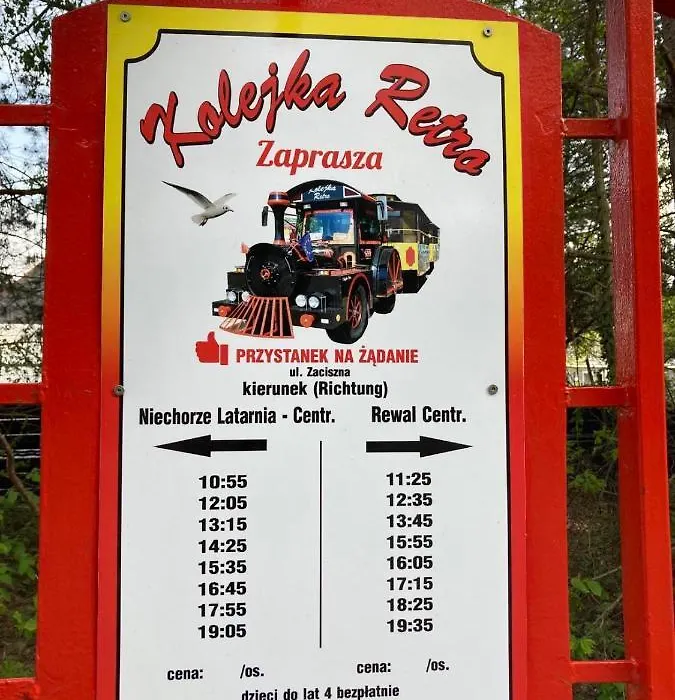 Kolejka Retro
Zaprasza
Kolejka
Retro
PRZYSTANEK NA ŻĄDANIE
ul. Zaciszna
kierunek (Richtung)
Niechorze Latarnia - Centr. Rewal Centr.
10:55 11:25
12:05 12:35
13:15 13:45
14:25 15:55
15:35 16:05
16:45 17:15
17:55 18:25
19:05 19:35
cena: /os. cena: /os.
dzieci do lat 4 bezpłatnie